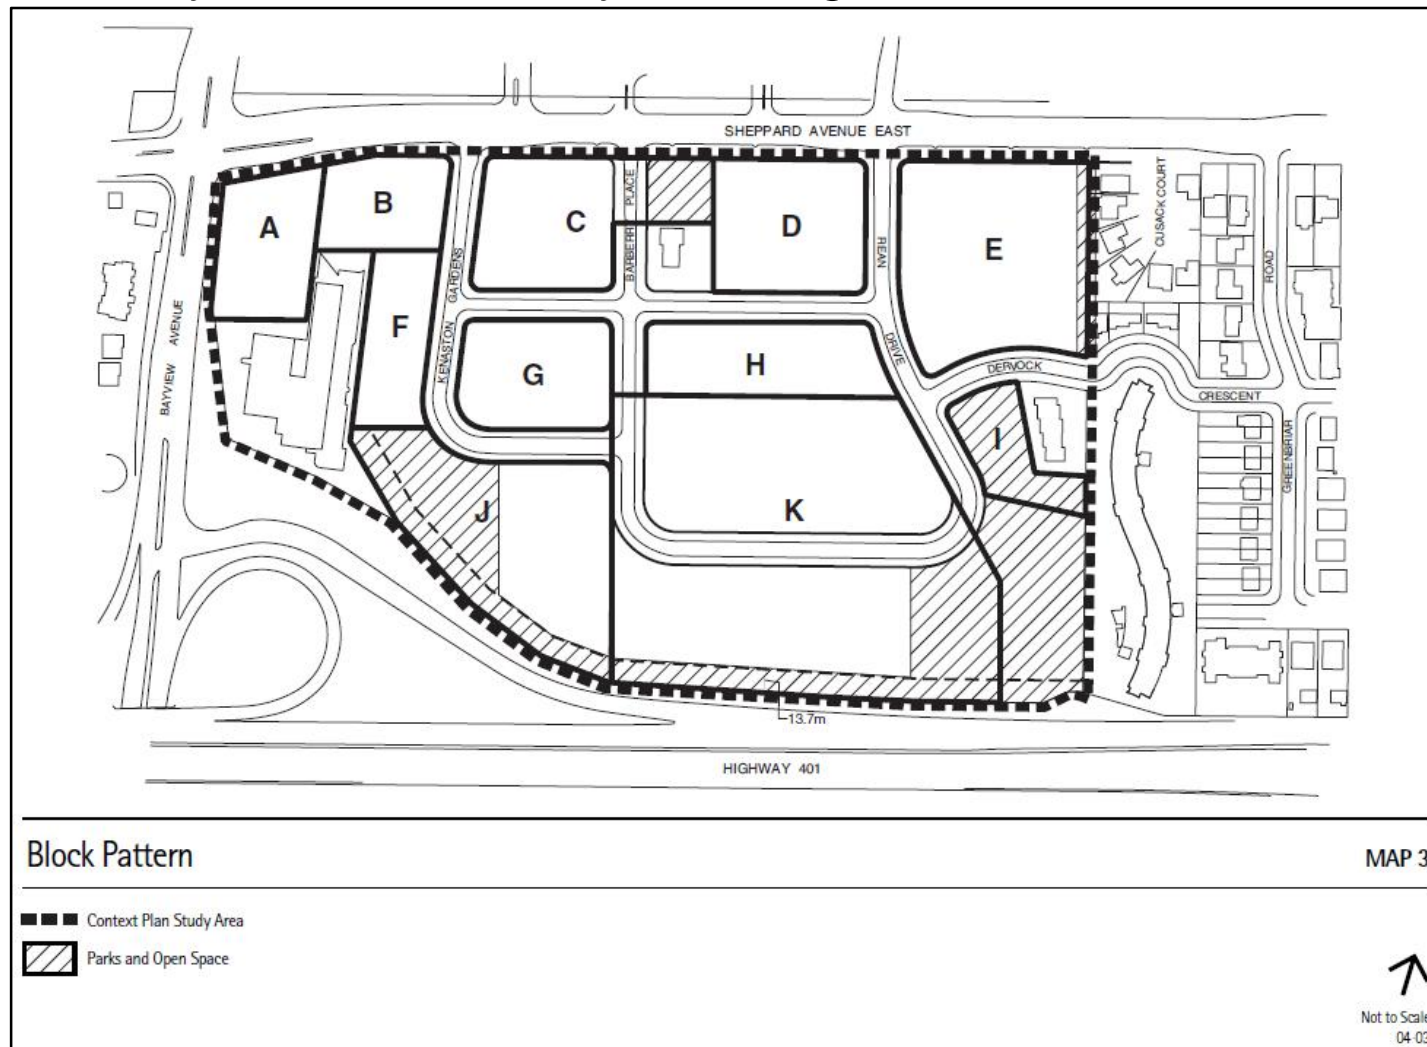 SHEPPARD AVENUE EAST
A
B
C
D
E
F
G
H
I
J
K
KENASTON GARDENS
PLACE
REAN
DRIVE
DERVOCK
CRESCENT
CUSACK COURT
ROAD
GREENBRIAR
BAYVIEW AVENUE
13.7m
HIGHWAY 401
Block Pattern
MAP 3
Context Plan Study Area
Parks and Open Space
Not to Scale